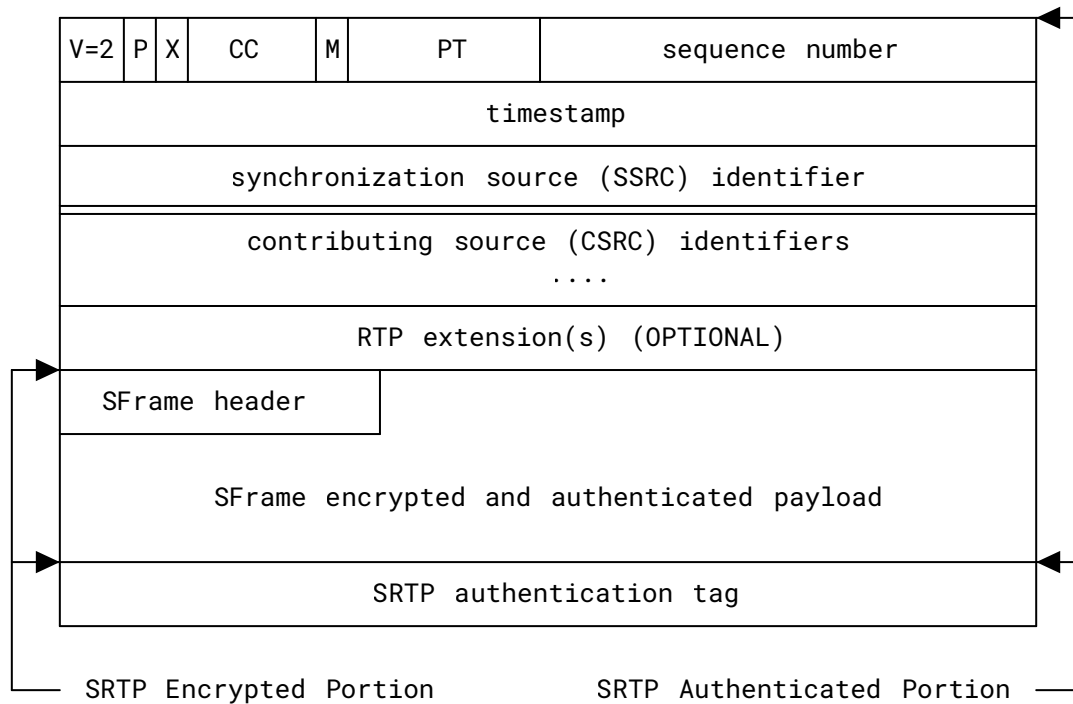 V=2 P X CC M PT sequence number
timestamp
synchronization source (SSRC) identifier
contributing source (CSRC) identifiers
....
RTP extension(s) (OPTIONAL)
SFrame header
SFrame encrypted and authenticated payload
SRTP authentication tag
SRTP Encrypted Portion SRTP Authenticated Portion